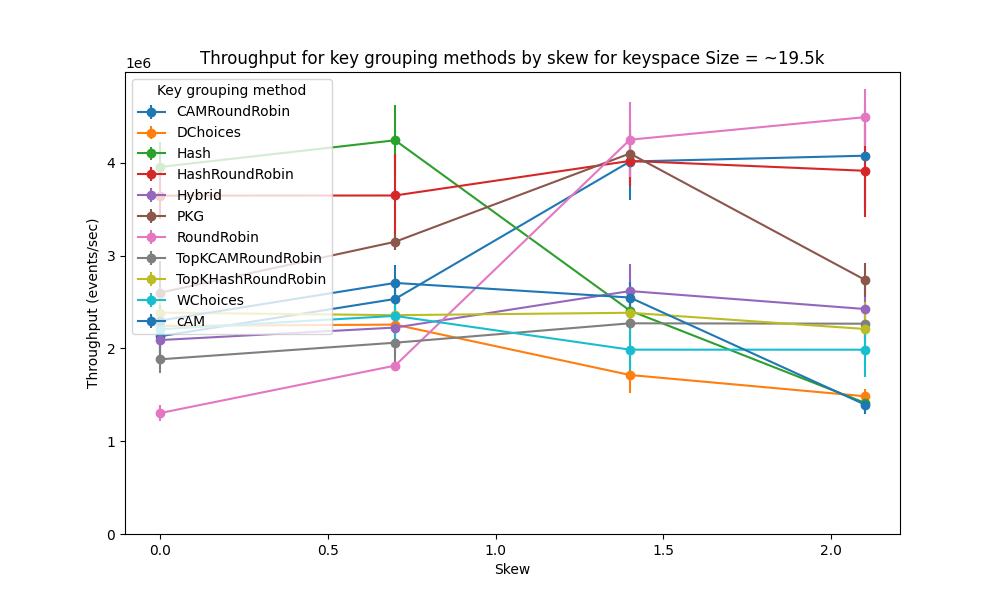 Throughput for key grouping methods by skew for keyspace Size = ~19.5k
1e6
Key grouping method
CAMRoundRobin
DChoices
Hash
HashRoundRobin
Hybrid
PKG
RoundRobin
TopKCAMRoundRobin
TopKHashRoundRobin
WChoices
cAM
Throughput (events/sec)
4
3
2
1
0
0.0 0.5 1.0 1.5 2.0
Skew